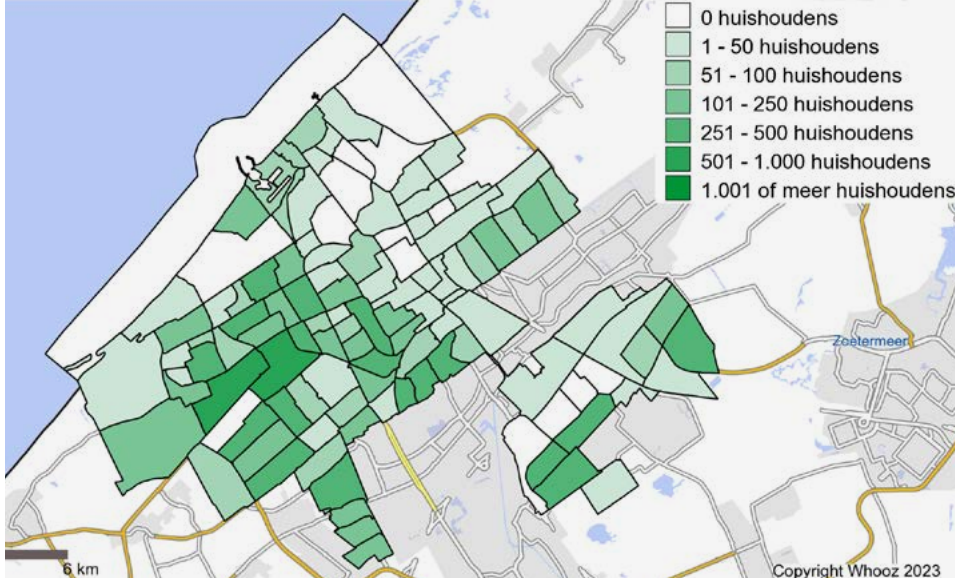 0 huishoudens
1 - 50 huishoudens
51 - 100 huishoudens
101 - 250 huishoudens
251 - 500 huishoudens
501 - 1.000 huishoudens
1.001 of meer huishoudens
Zoetermeer
6 km
Copyright Whooz 2023